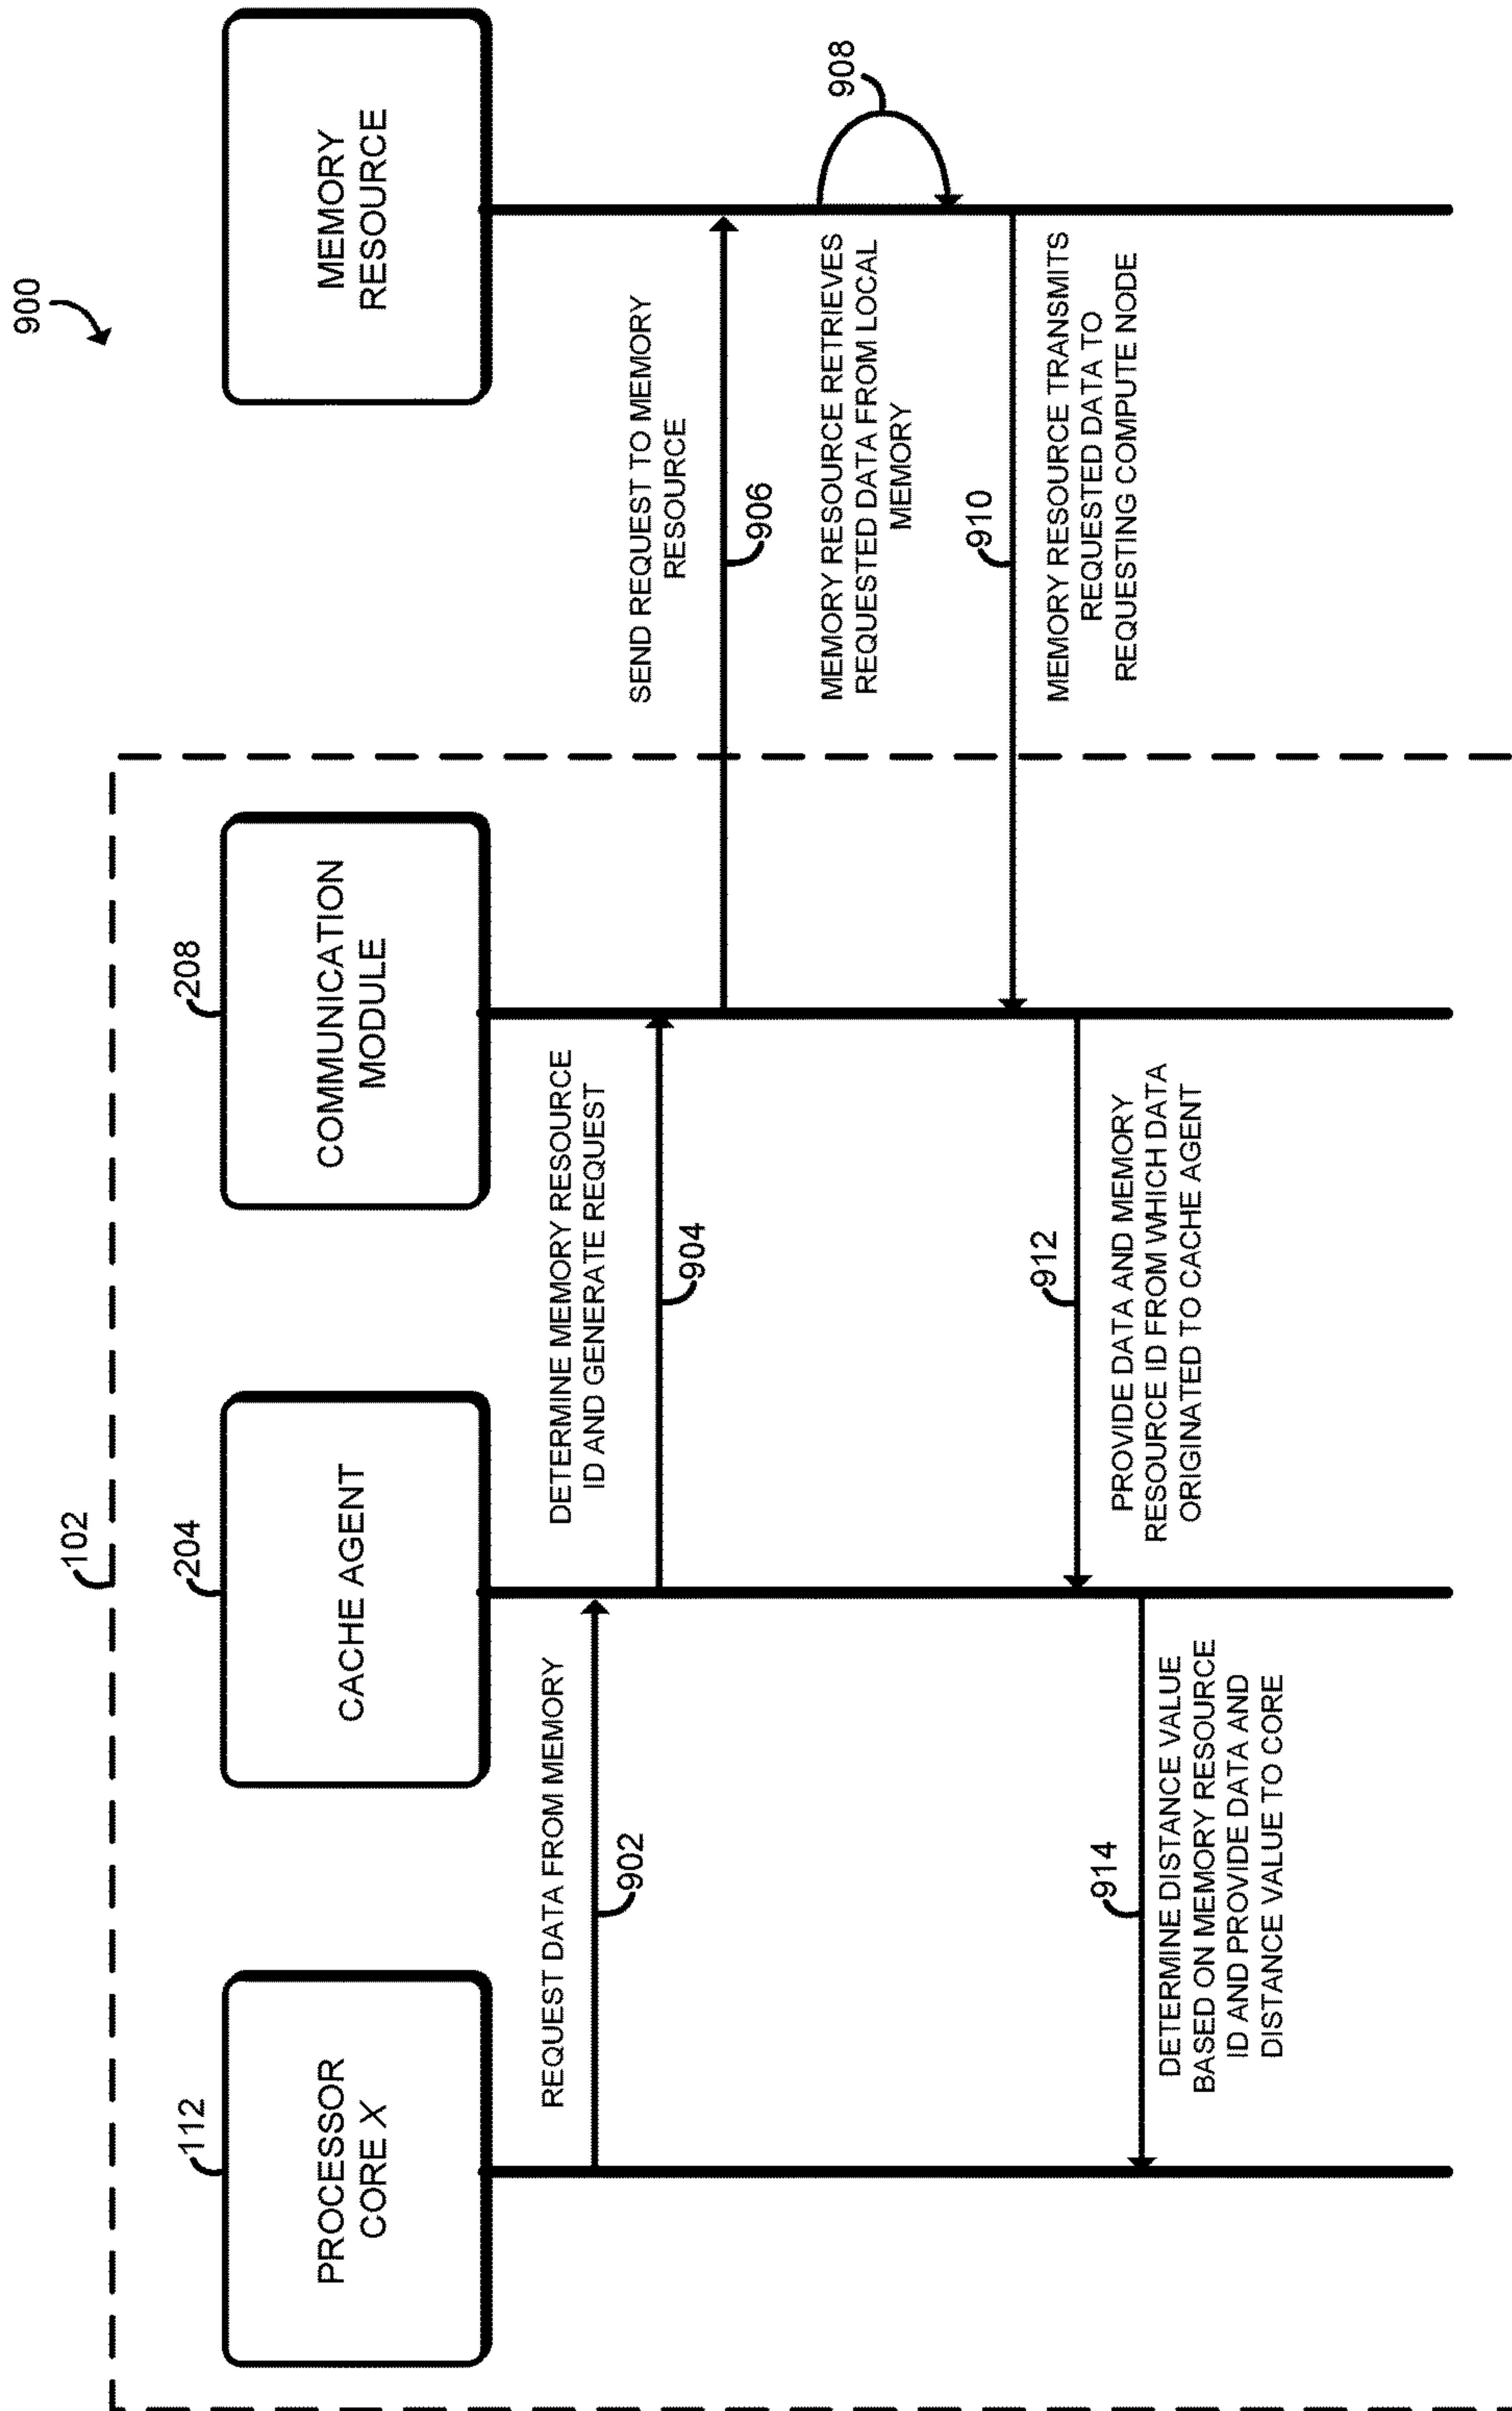 900
102
112
PROCESSOR
CORE X
204
CACHE AGENT
208
COMMUNICATION
MODULE
MEMORY
RESOURCE
REQUEST DATA FROM MEMORY
902
DETERMINE MEMORY RESOURCE
ID AND GENERATE REQUEST
904
SEND REQUEST TO MEMORY
RESOURCE
906
MEMORY RESOURCE RETRIEVES
REQUESTED DATA FROM LOCAL
MEMORY
908
910
MEMORY RESOURCE TRANSMITS
REQUESTED DATA TO
REQUESTING COMPUTE NODE
912
PROVIDE DATA AND MEMORY
RESOURCE ID FROM WHICH DATA
ORIGINATED TO CACHE AGENT
914
DETERMINE DISTANCE VALUE
BASED ON MEMORY RESOURCE
ID AND PROVIDE DATA AND
DISTANCE VALUE TO CORE